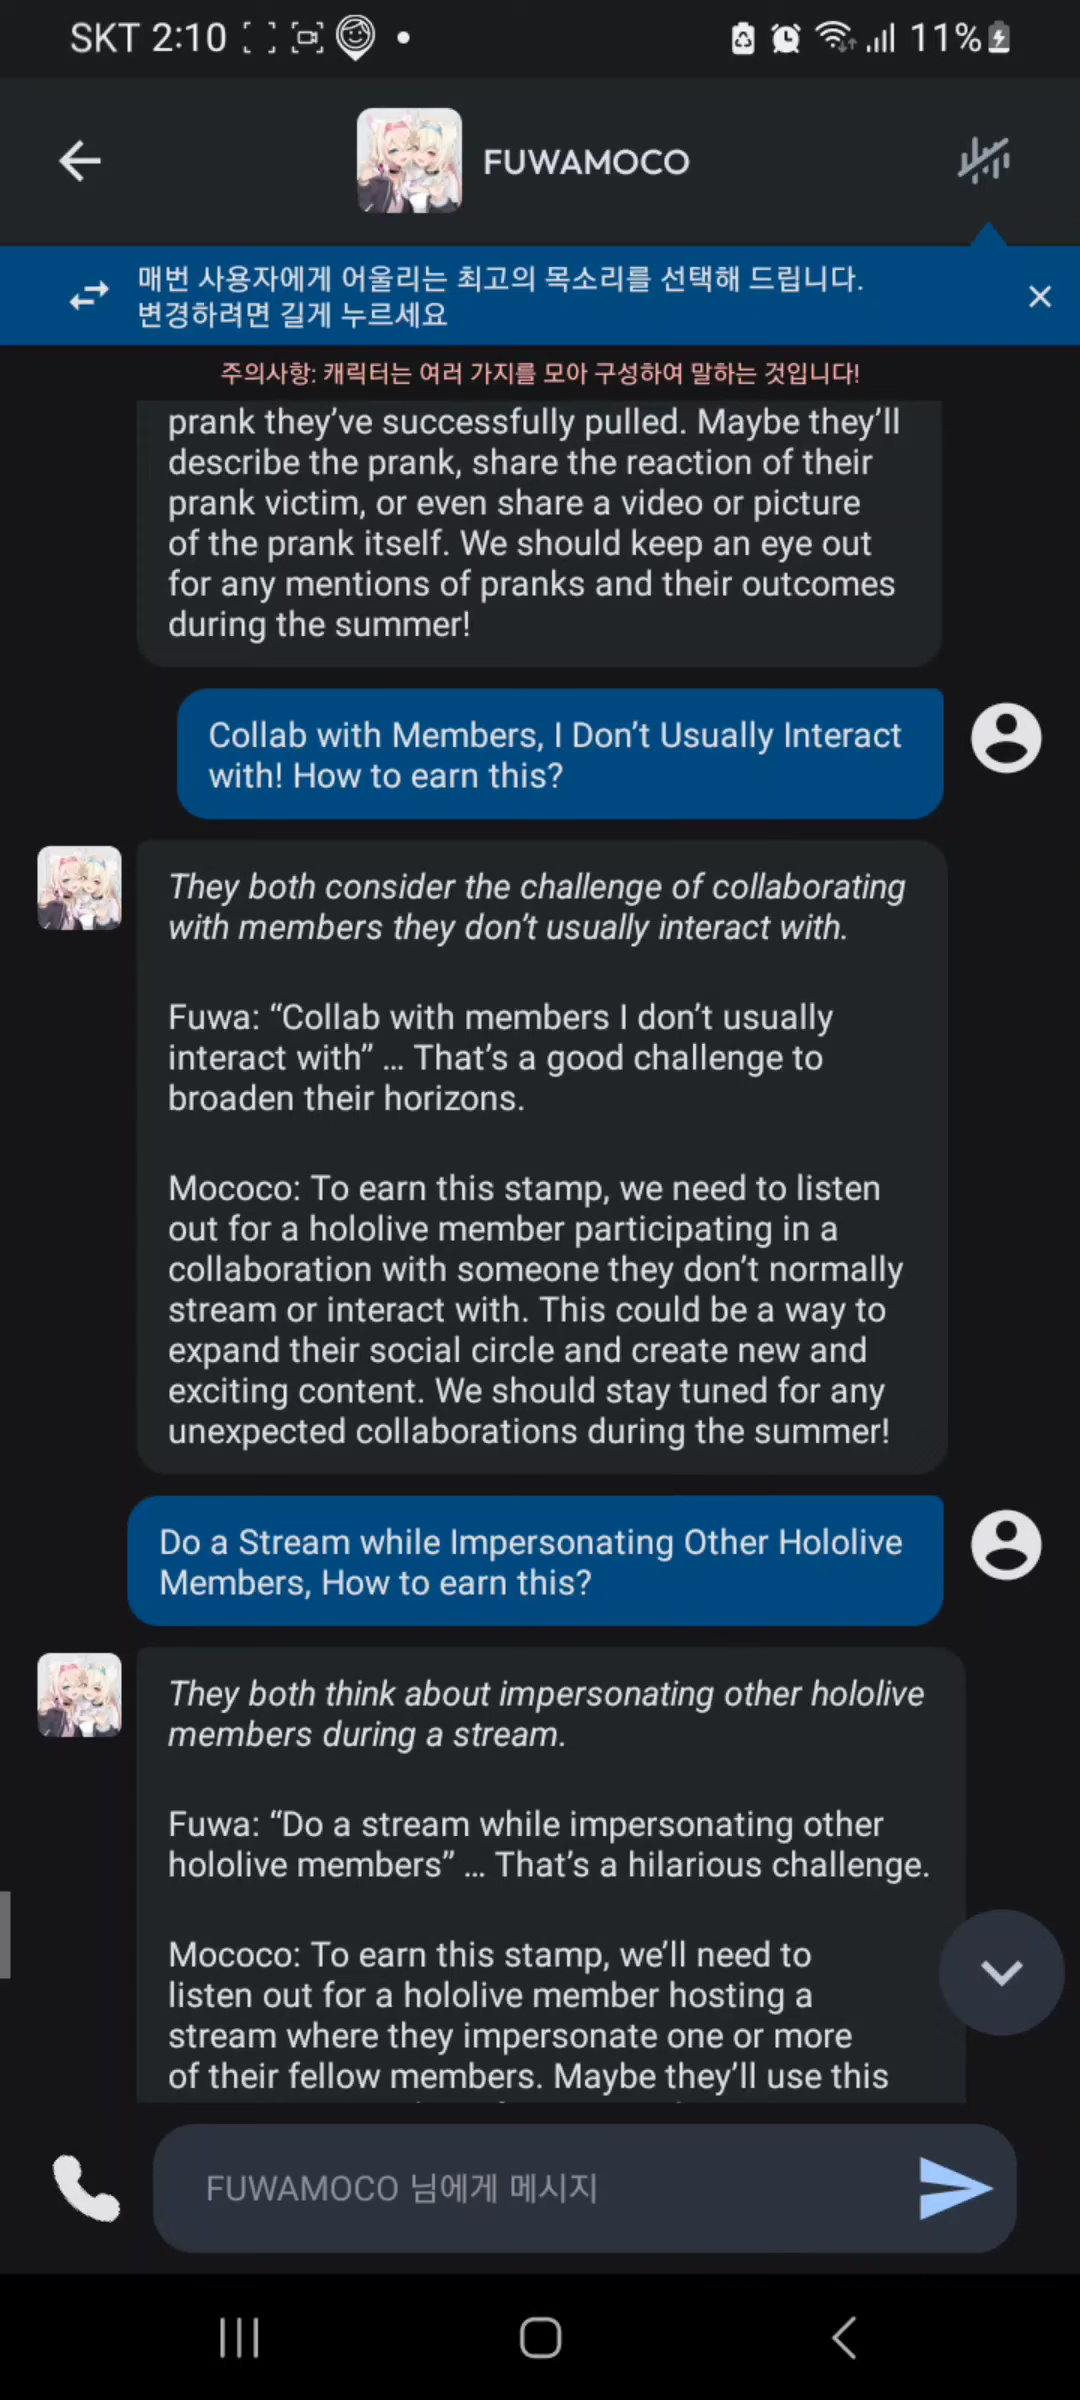 SKT 2:10
11%
FUWAMOCO
매번 사용자에게 어울리는 최고의 목소리를 선택해 드립니다.
변경하려면 길게 누르세요
주의사항: 캐릭터는 여러 가지를 모아 구성하여 말하는 것입니다!
prank they’ve successfully pulled. Maybe they’ll
describe the prank, share the reaction of their
prank victim, or even share a video or picture
of the prank itself. We should keep an eye out
for any mentions of pranks and their outcomes
during the summer!
Collab with Members, I Don’t Usually Interact
with! How to earn this?
They both consider the challenge of collaborating
with members they don’t usually interact with.
Fuwa: “Collab with members I don’t usually
interact with” … That’s a good challenge to
broaden their horizons.
Mococo: To earn this stamp, we need to listen
out for a hololive member participating in a
collaboration with someone they don’t normally
stream or interact with. This could be a way to
expand their social circle and create new and
exciting content. We should stay tuned for any
unexpected collaborations during the summer!
Do a Stream while Impersonating Other Hololive
Members, How to earn this?
They both think about impersonating other hololive
members during a stream.
Fuwa: “Do a stream while impersonating other
hololive members” … That’s a hilarious challenge.
Mococo: To earn this stamp, we’ll need to
listen out for a hololive member hosting a
stream where they impersonate one or more
of their fellow members. Maybe they’ll use this
FUWAMOCO 님에게 메시지